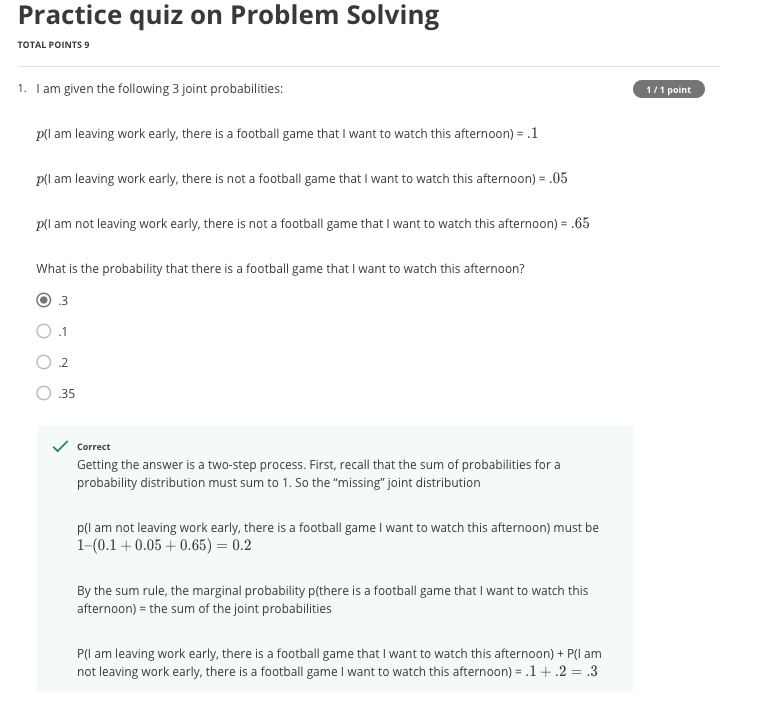 Practice quiz on Problem Solving
TOTAL POINTS 9
1. I am given the following 3 joint probabilities:
1 / 1 point
p(I am leaving work early, there is a football game that I want to watch this afternoon) = .1
p(I am leaving work early, there is not a football game that I want to watch this afternoon) = .05
p(I am not leaving work early, there is not a football game that I want to watch this afternoon) = .65
What is the probability that there is a football game that I want to watch this afternoon?
.3
.1
.2
.35
Correct
Getting the answer is a two-step process. First, recall that the sum of probabilities for a
probability distribution must sum to 1. So the “missing” joint distribution
p(I am not leaving work early, there is a football game I want to watch this afternoon) must be
1–(0.1 + 0.05 + 0.65) = 0.2
By the sum rule, the marginal probability p(there is a football game that I want to watch this
afternoon) = the sum of the joint probabilities
P(I am leaving work early, there is a football game that I want to watch this afternoon) + P(I am
not leaving work early, there is a football game I want to watch this afternoon) = .1 + .2 = .3